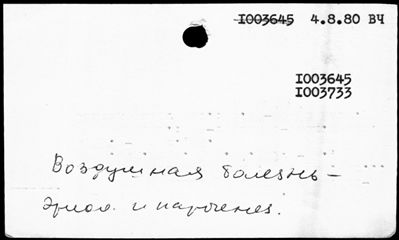 I003645 4.8.80 ВЧ
I003645
I003733
Воздушная болезнь –
этиол. и патогенез.